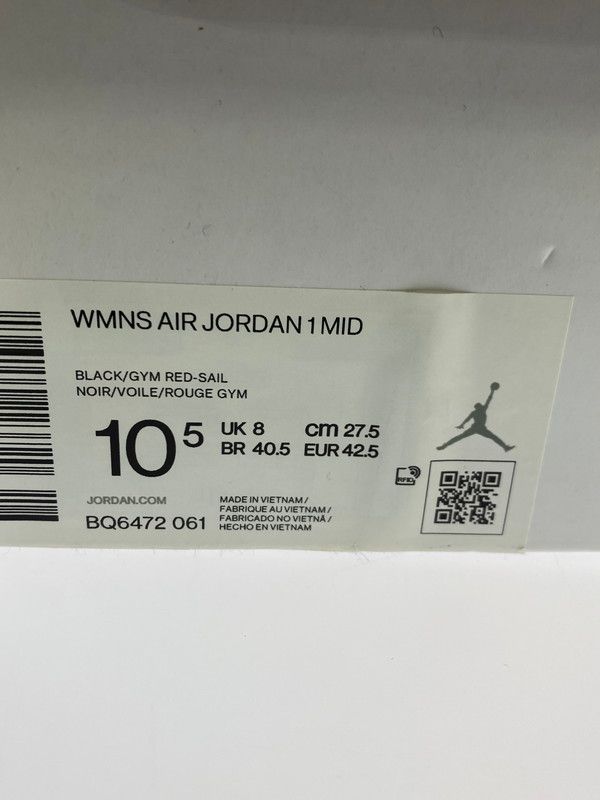 WMNS AIR JORDAN 1 MID
BLACK/GYM RED-SAIL
NOIR/VOILE/ROUGE GYM
10 5
UK 8 cm 27.5
BR 40.5 EUR 42.5
RFID
JORDAN.COM
BQ6472 061
MADE IN VIETNAM /
FABRIQUE AU VIETNAM /
FABRICADO NO VIETNÃ /
HECHO EN VIETNAM